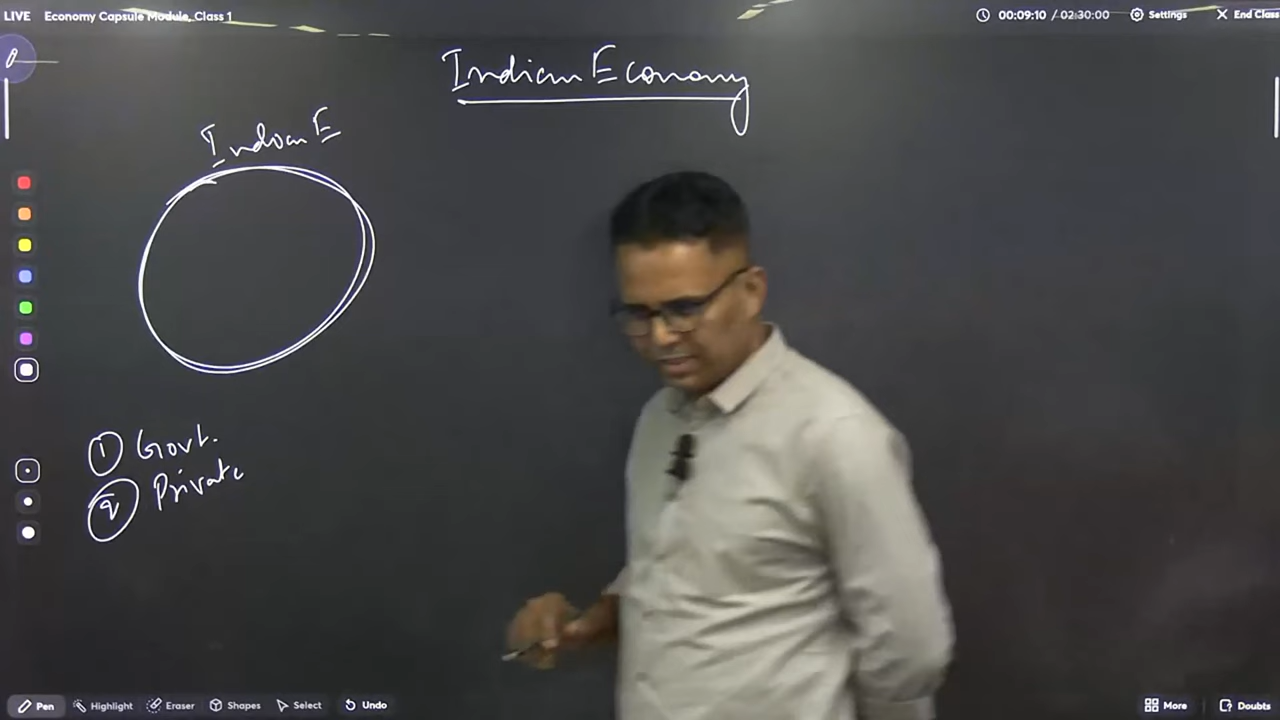 LIVE Economy Capsule Module, Class 1 00:09:10 / 02:30:00 Settings End Class
Indian Economy
Indian E
① Govt.
② Private
Pen Highlight Eraser Shapes Select Undo More Doubts